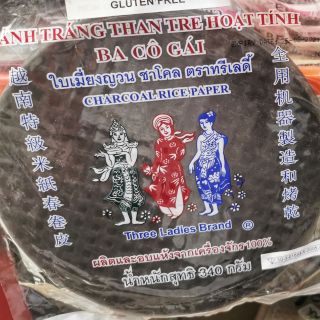 GLUTEN FREE
ÁNH TRÁNG THAN TRE HOẠT TÍNH
BA CÔ GÁI
ใบเมี่ยงญวน ชาโคล ตราทรีเลดี้
CHARCOAL RICE PAPER
越南特級米紙春卷皮
全用机器製造和烤乾
Three Ladies Brand ®
ผลิตและอบแห้งจากเครื่องจักร100%
น้ำหนักสุทธิ 340 กรัม